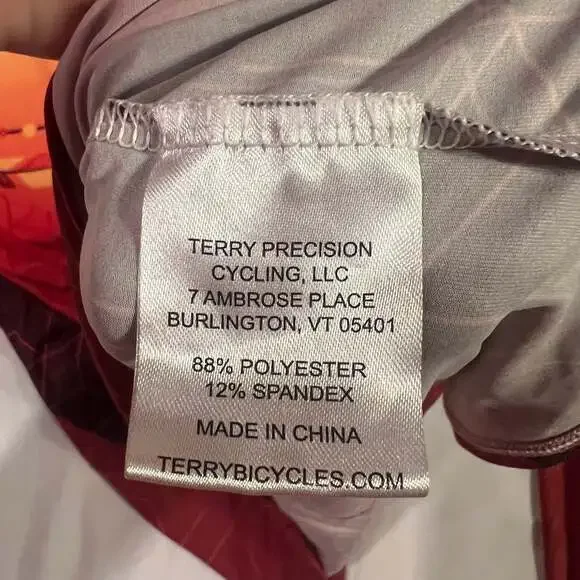 TERRY PRECISION
CYCLING, LLC
7 AMBROSE PLACE
BURLINGTON, VT 05401
88% POLYESTER
12% SPANDEX
MADE IN CHINA
TERRYBICYCLES.COM